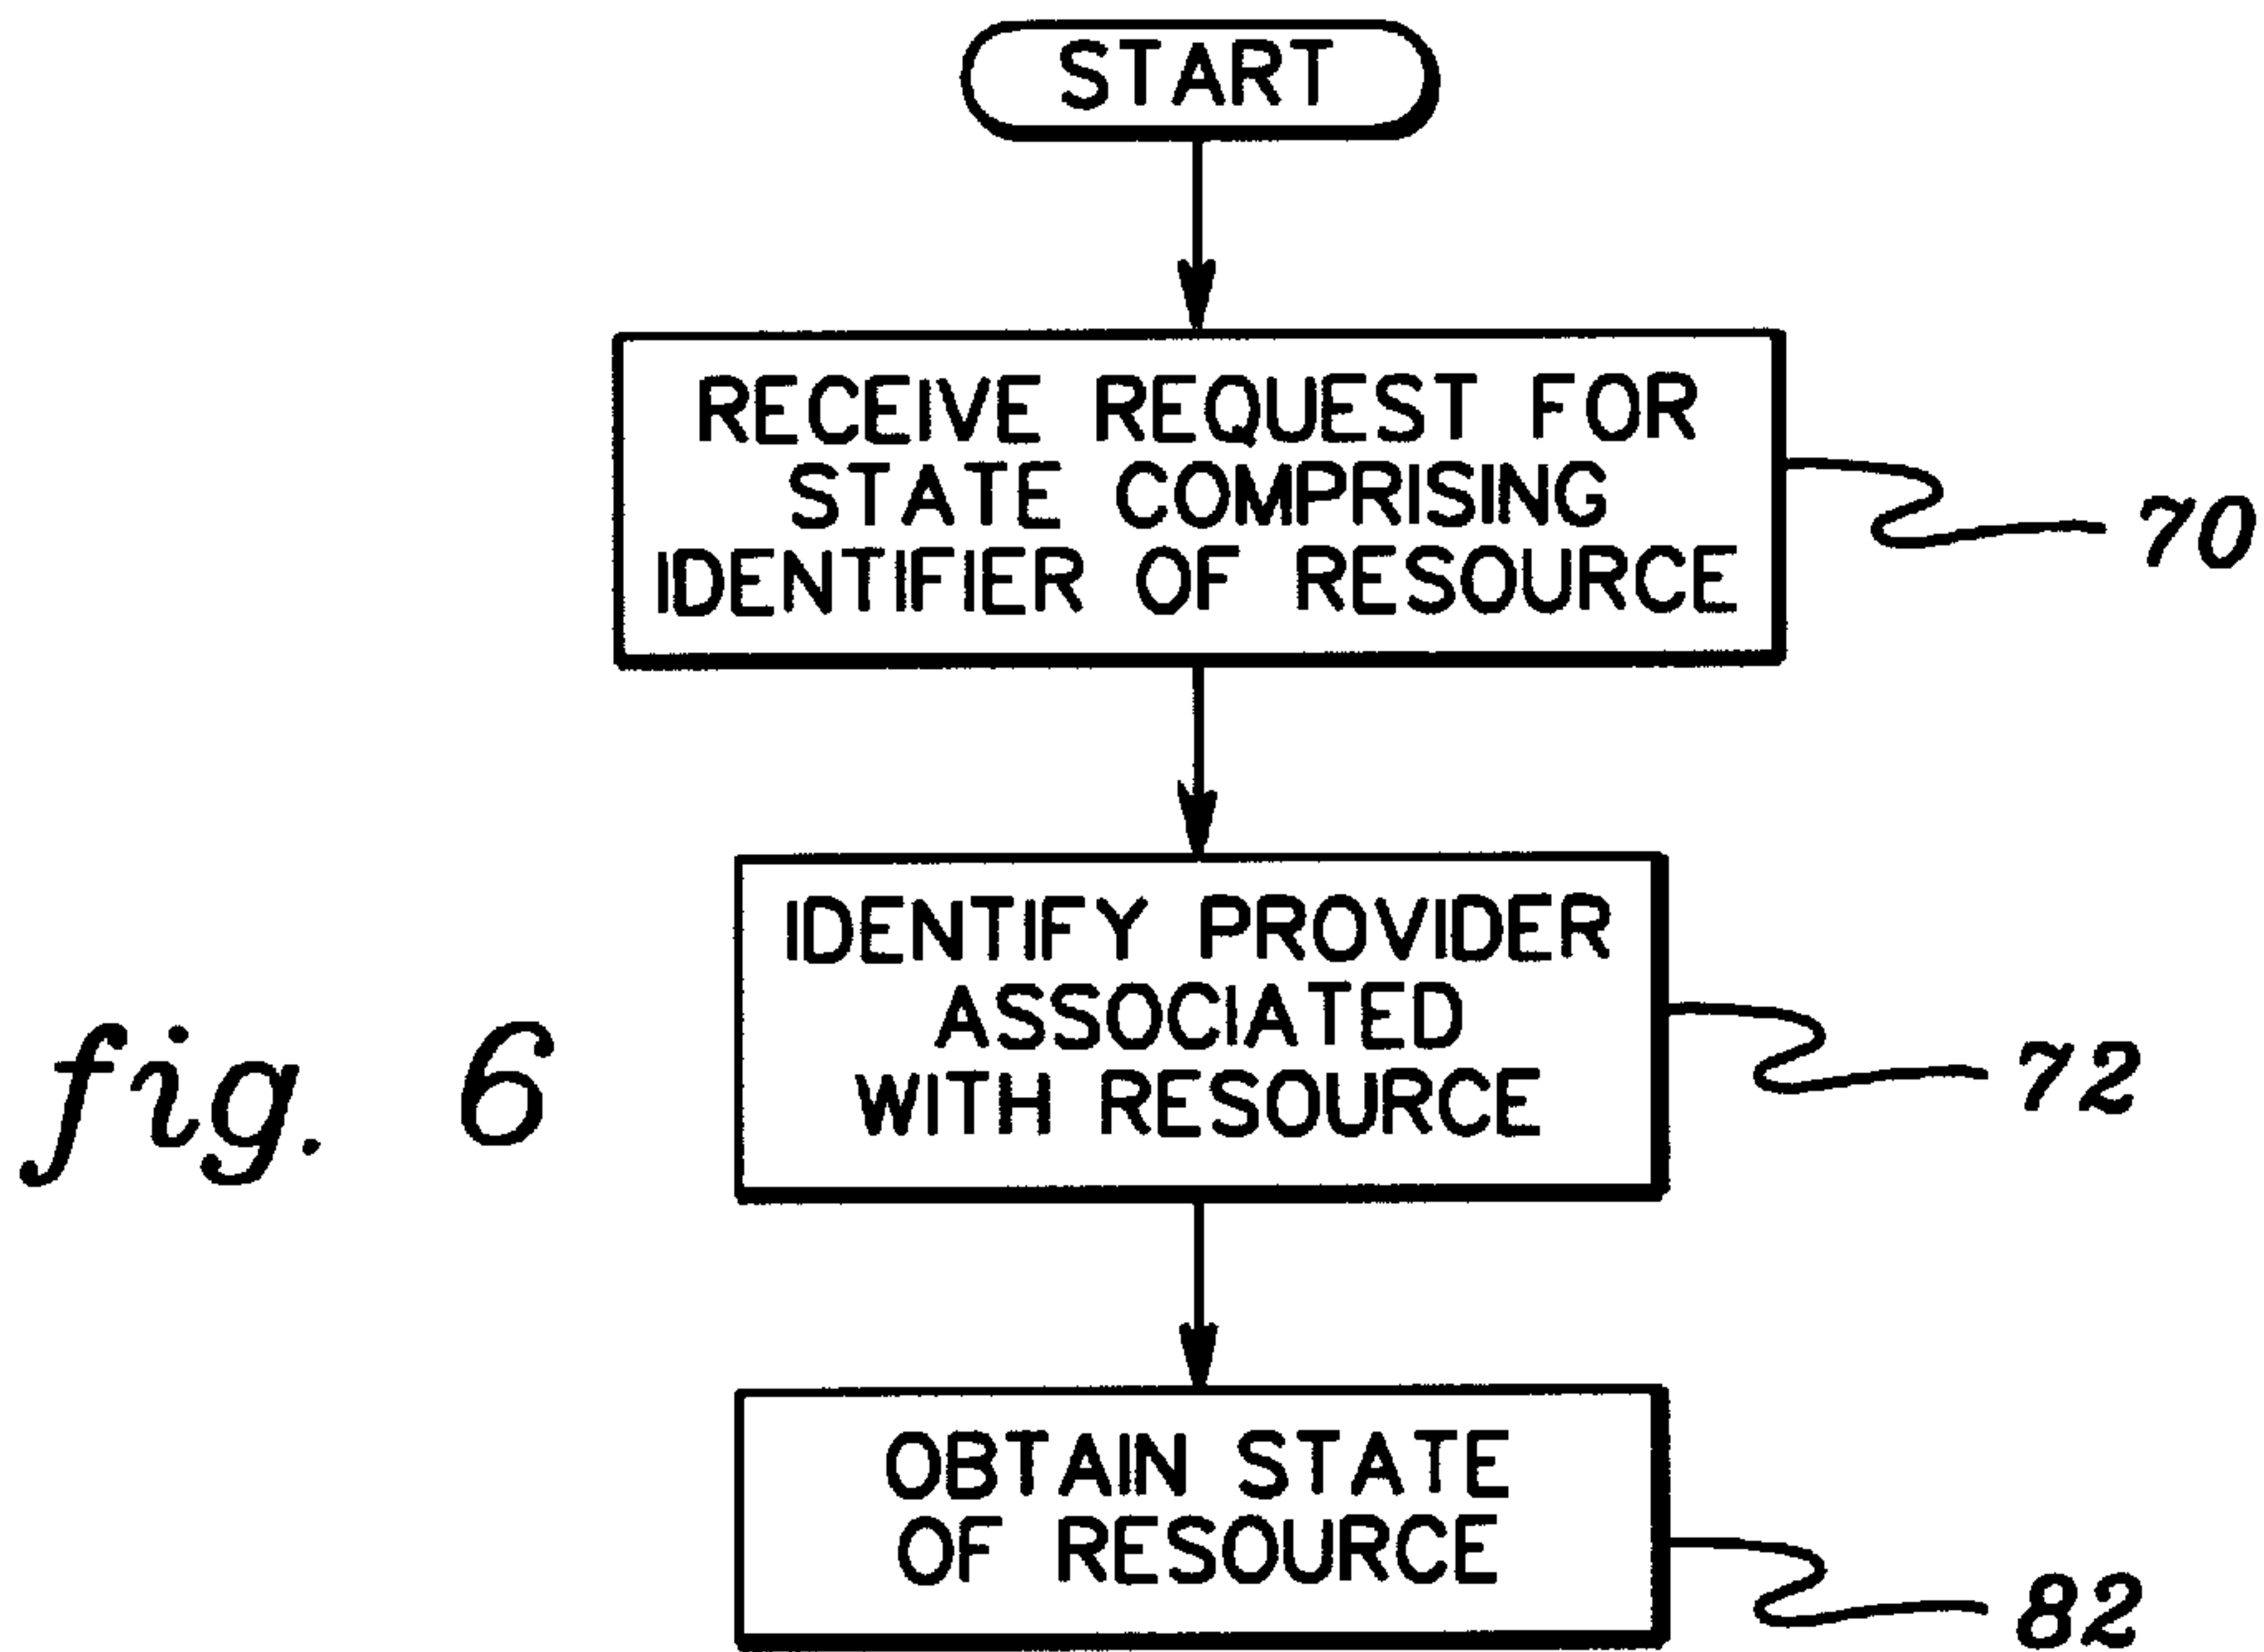 START
RECEIVE REQUEST FOR
STATE COMPRISING
IDENTIFIER OF RESOURCE
70
IDENTIFY PROVIDER
ASSOCIATED
WITH RESOURCE
72
fig. 6
OBTAIN STATE
OF RESOURCE
82